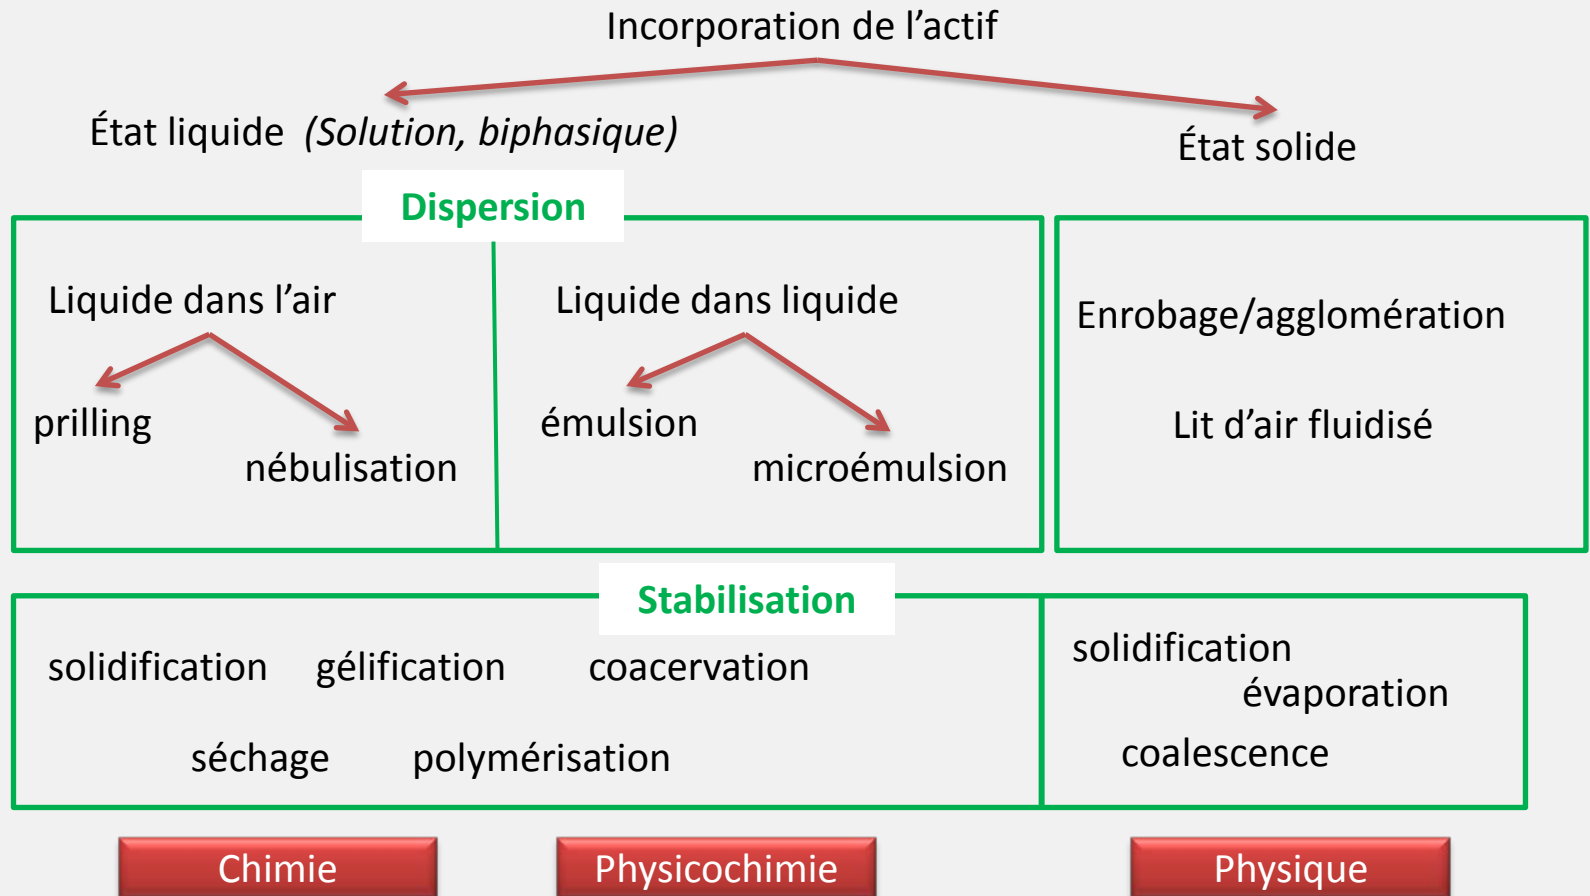 Incorporation de l’actif
État liquide (Solution, biphasique)
État solide
Dispersion
Liquide dans l’air
Liquide dans liquide
Enrobage/agglomération
prilling
émulsion
Lit d’air fluidisé
nébulisation
microémulsion
Stabilisation
solidification gélification coacervation
solidification
évaporation
séchage polymérisation
coalescence
Chimie
Physicochimie
Physique